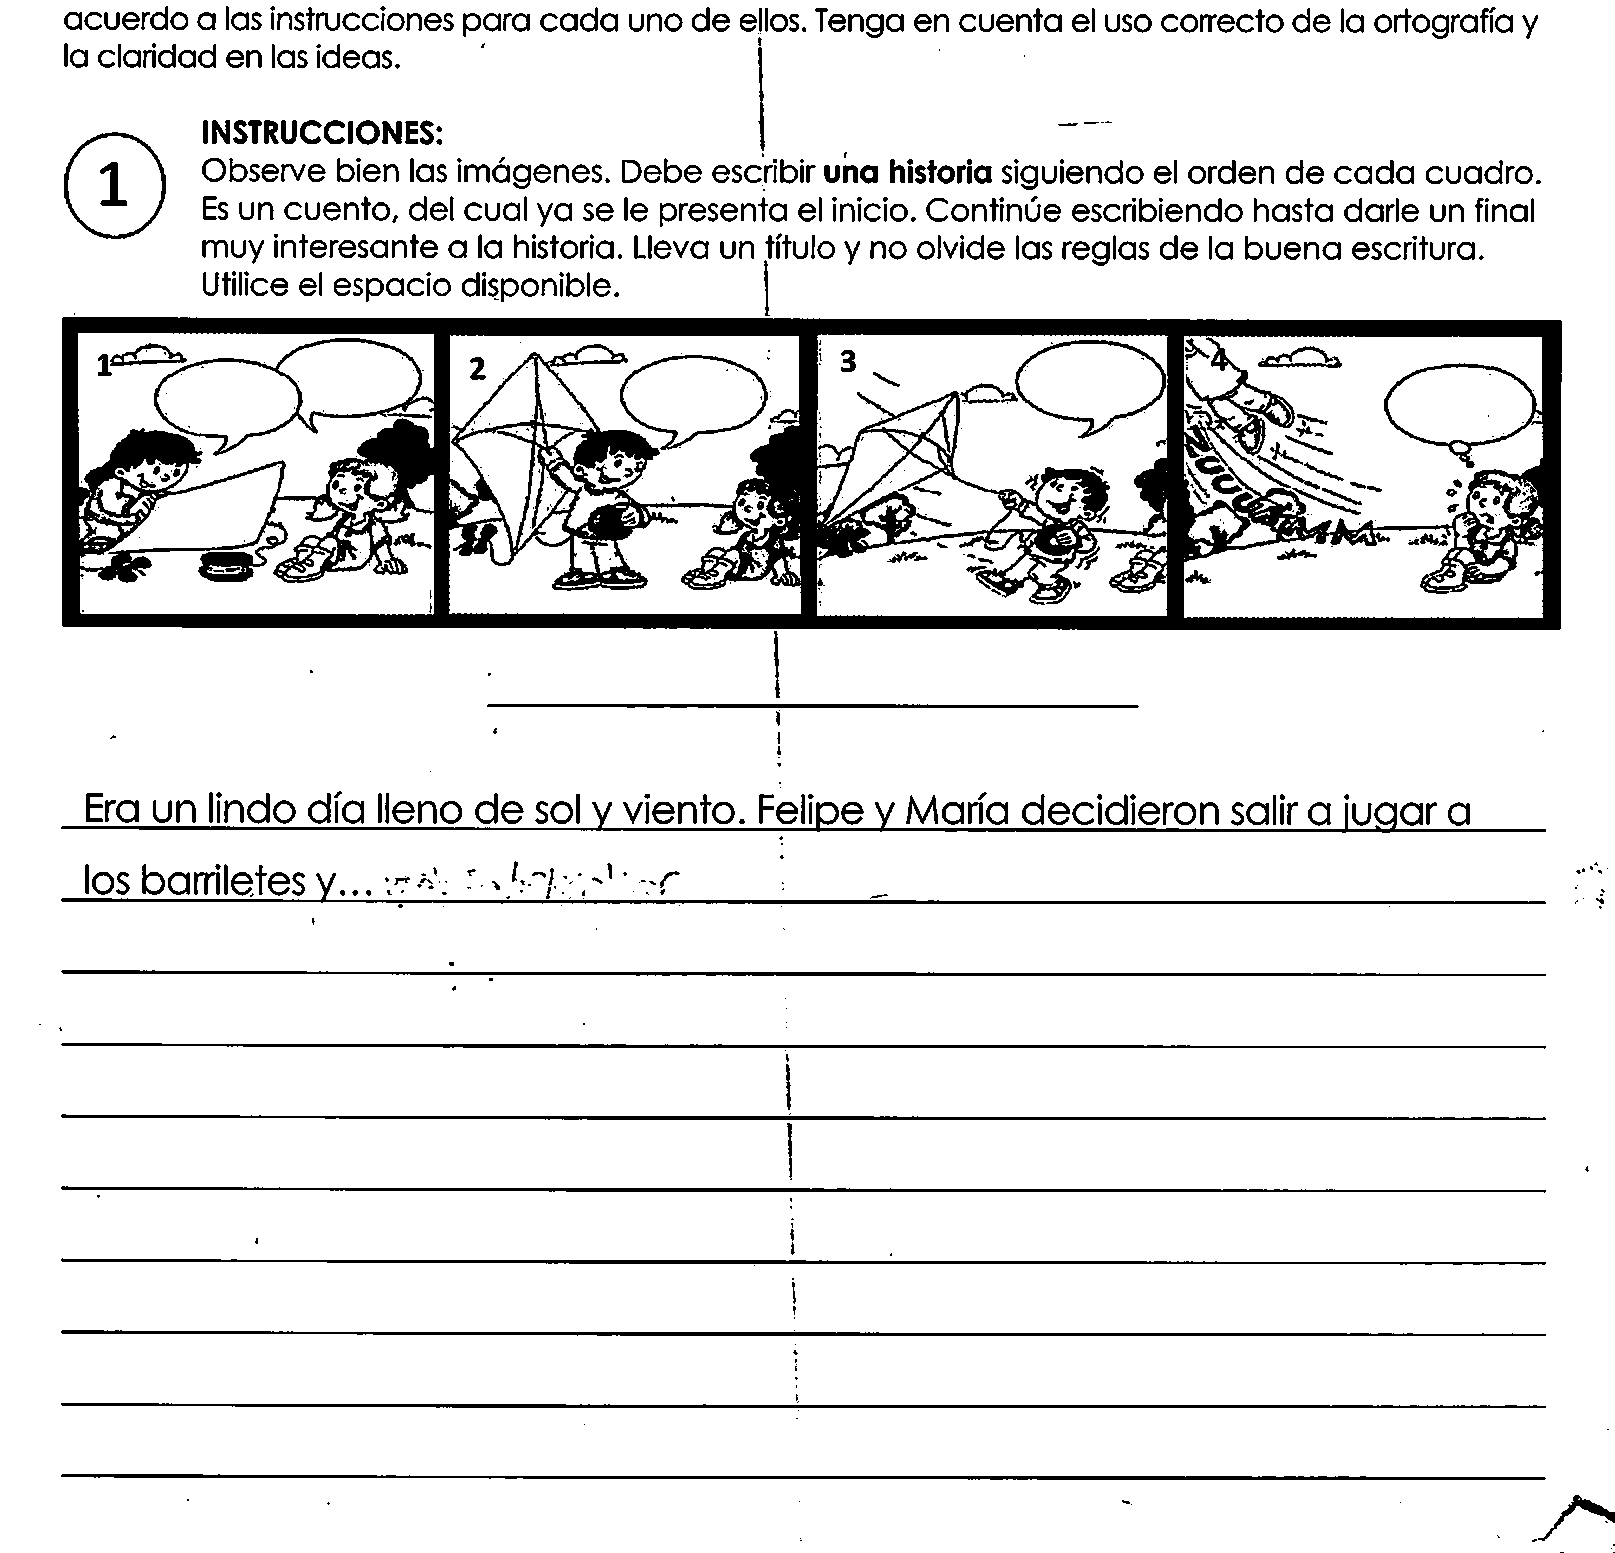 acuerdo a las instrucciones para cada uno de ellos. Tenga en cuenta el uso correcto de la ortografía y
la claridad en las ideas.
1
INSTRUCCIONES:
Observe bien las imágenes. Debe escribir una historia siguiendo el orden de cada cuadro.
Es un cuento, del cual ya se le presenta el inicio. Continúe escribiendo hasta darle un final
muy interesante a la historia. Lleva un título y no olvide las reglas de la buena escritura.
Utilice el espacio disponible.
1
2
3
4
Era un lindo día lleno de sol y viento. Felipe y María decidieron salir a jugar a
los barriletes y...